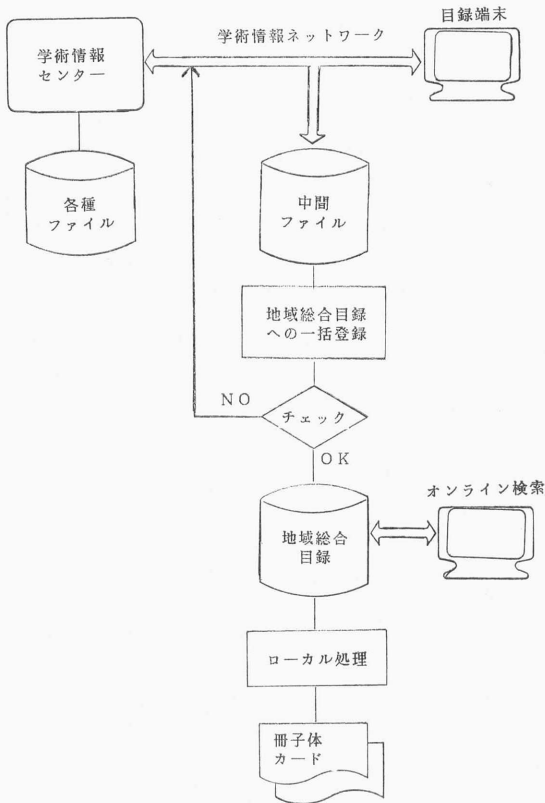 目録端末
学術情報ネットワーク
学術情報
センター
各種
ファイル
中間
ファイル
地域総合目録
への一括登録
NO
チェック
OK
オンライン検索
地域総合
目録
ローカル処理
冊子体
カード